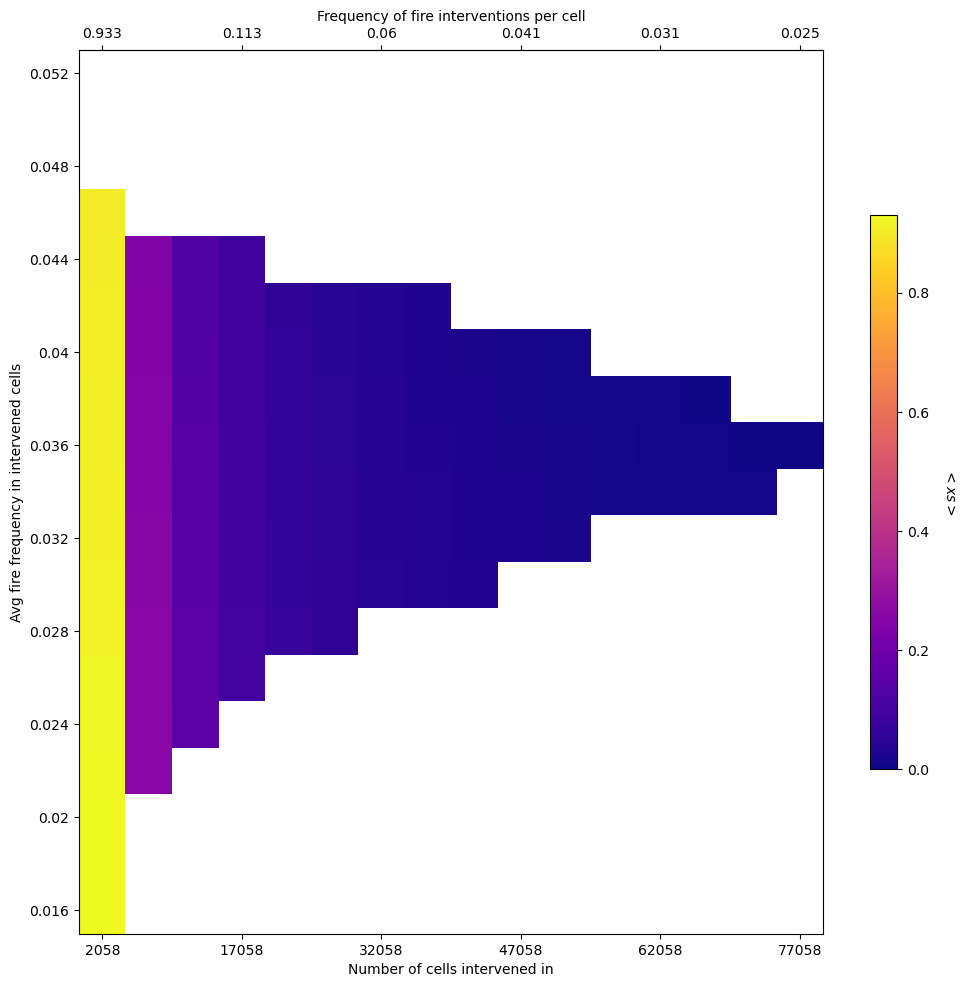 Frequency of fire interventions per cell
0.933 0.113 0.06 0.041 0.031 0.025
0.052
0.048
0.044
0.04
0.036
0.032
0.028
0.024
0.02
0.016
Avg fire frequency in intervened cells
2058 17058 32058 47058 62058 77058
Number of cells intervened in
0.8
0.6
0.4
0.2
0.0
< sx >